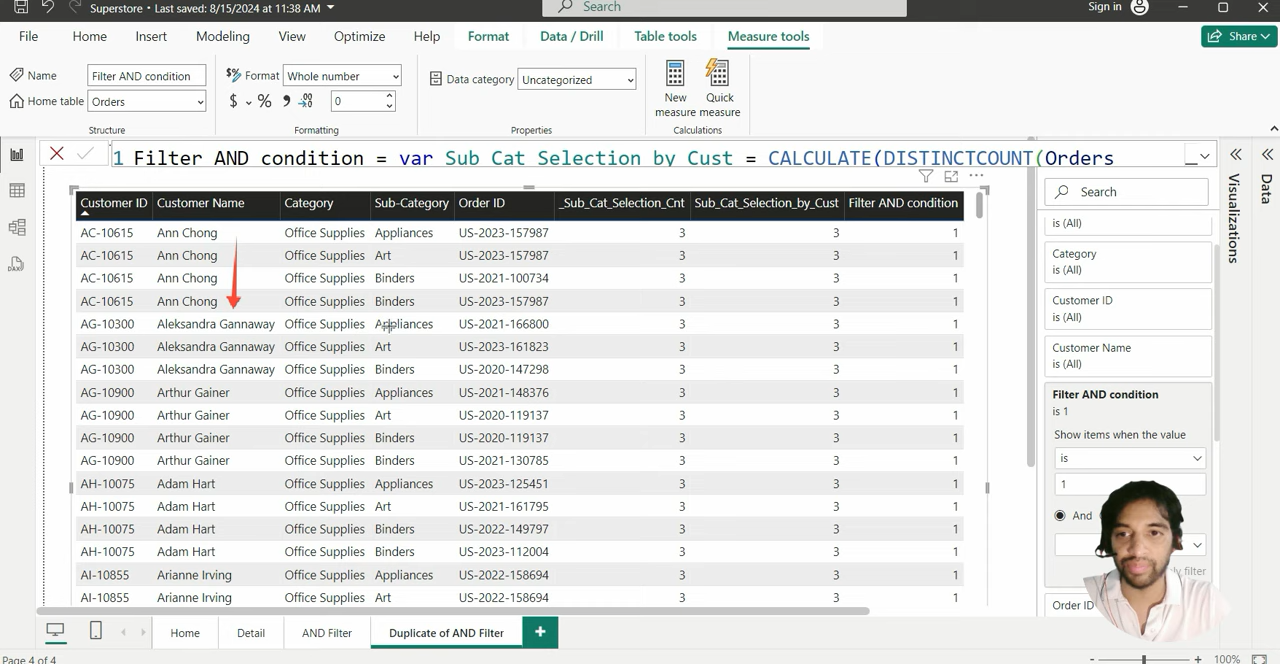 Superstore • Last saved: 8/15/2024 at 11:38 AM
Search
Sign in
File Home Insert Modeling View Optimize Help Format Data / Drill Table tools Measure tools
Share
Name Filter AND condition
Home table Orders
Structure
Format Whole number
$ % 0
Formatting
Data category Uncategorized
Properties
New measure
Quick measure
Calculations
1 Filter AND condition = var Sub Cat Selection by Cust = CALCULATE(DISTINCTCOUNT(Orders
Customer ID Customer Name Category Sub-Category Order ID _Sub_Cat_Selection_Cnt Sub_Cat_Selection_by_Cust Filter AND condition
AC-10615 Ann Chong Office Supplies Appliances US-2023-157987 3 3 1
AC-10615 Ann Chong Office Supplies Art US-2023-157987 3 3 1
AC-10615 Ann Chong Office Supplies Binders US-2021-100734 3 3 1
AC-10615 Ann Chong Office Supplies Binders US-2023-157987 3 3 1
AG-10300 Aleksandra Gannaway Office Supplies Appliances US-2021-166800 3 3 1
AG-10300 Aleksandra Gannaway Office Supplies Art US-2023-161823 3 3 1
AG-10300 Aleksandra Gannaway Office Supplies Binders US-2020-147298 3 3 1
AG-10900 Arthur Gainer Office Supplies Appliances US-2021-148376 3 3 1
AG-10900 Arthur Gainer Office Supplies Art US-2020-119137 3 3 1
AG-10900 Arthur Gainer Office Supplies Binders US-2020-119137 3 3 1
AG-10900 Arthur Gainer Office Supplies Binders US-2021-130785 3 3 1
AH-10075 Adam Hart Office Supplies Appliances US-2023-125451 3 3 1
AH-10075 Adam Hart Office Supplies Art US-2021-161795 3 3 1
AH-10075 Adam Hart Office Supplies Binders US-2022-149797 3 3 1
AH-10075 Adam Hart Office Supplies Binders US-2023-112004 3 3 1
AI-10855 Arianne Irving Office Supplies Appliances US-2022-158694 3 3 1
AI-10855 Arianne Irving Office Supplies Art US-2022-158694 3 3 1
Search
is (All)
Category
is (All)
Customer ID
is (All)
Customer Name
is (All)
Filter AND condition
is 1
Show items when the value
is
1
And
ly filter
Order ID
Visualizations
Data
Home Detail AND Filter Duplicate of AND Filter +
Page 4 of 4
- + 100%